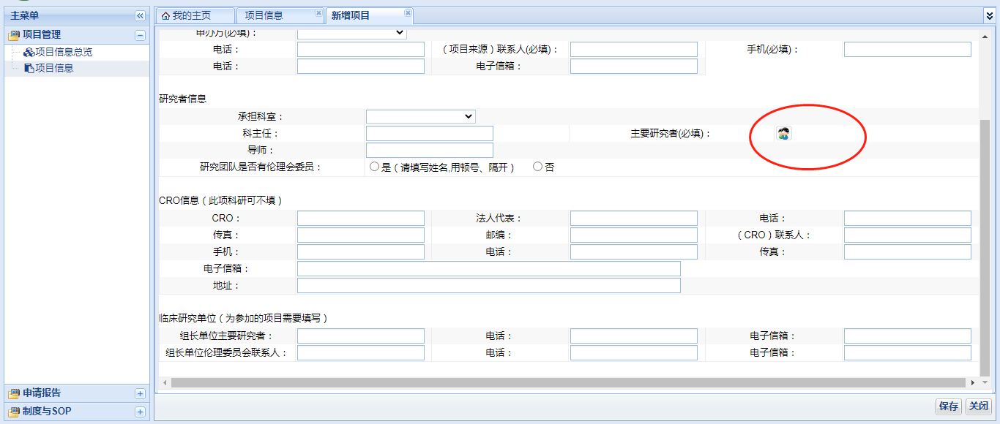 主菜单
项目管理
项目信息总览
项目信息
申请报告
制度与SOP
我的主页 项目信息 新增项目
申办方(必填)：
电话： （项目来源）联系人(必填)： 手机(必填)：
电话： 电子信箱：
研究者信息
承担科室：
科主任： 主要研究者(必填)：
导师：
研究团队是否有伦理会委员： 是（请填写姓名,用顿号、隔开） 否
CRO信息（此项科研可不填）
CRO： 法人代表： 电话：
传真： 邮编： （CRO）联系人：
手机： 电话： 传真：
电子信箱：
地址：
临床研究单位（为参加的项目需要填写）
组长单位主要研究者： 电话： 电子信箱：
组长单位伦理委员会联系人： 电话： 电子信箱：
保存 关闭